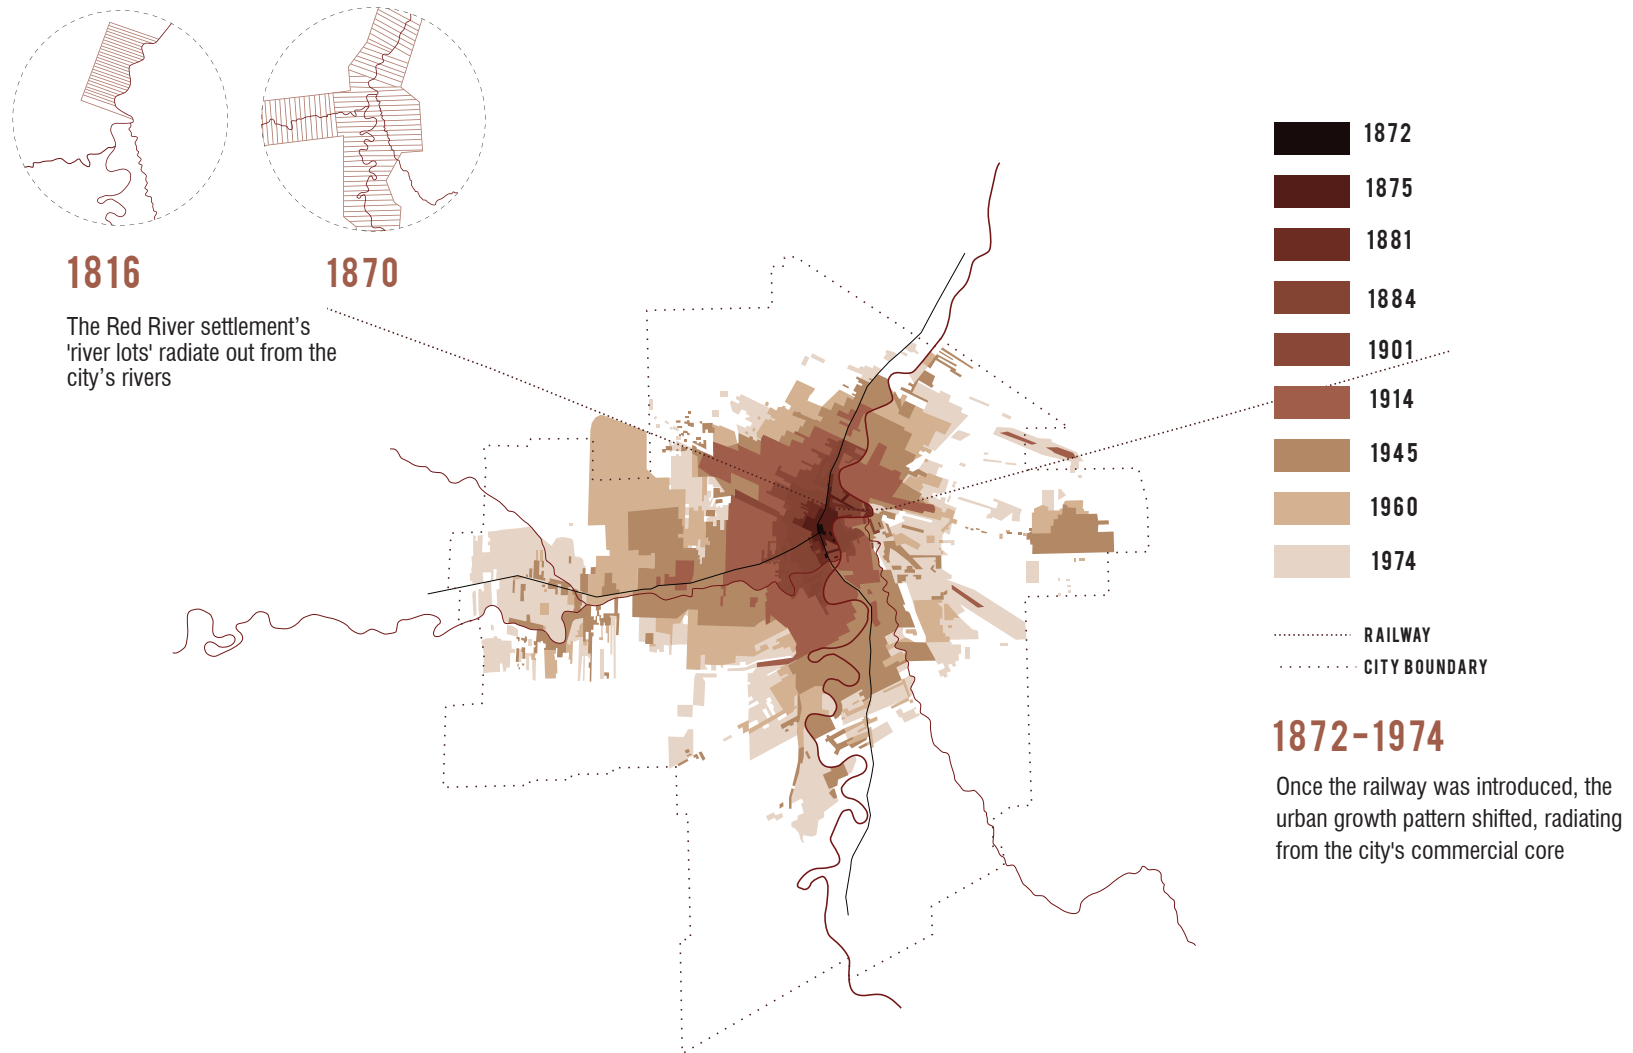 1816
1870
The Red River settlement’s
'river lots' radiate out from the
city’s rivers
1872
1875
1881
1884
1901
1914
1945
1960
1974
RAILWAY
CITY BOUNDARY
1872-1974
Once the railway was introduced, the
urban growth pattern shifted, radiating
from the city's commercial core